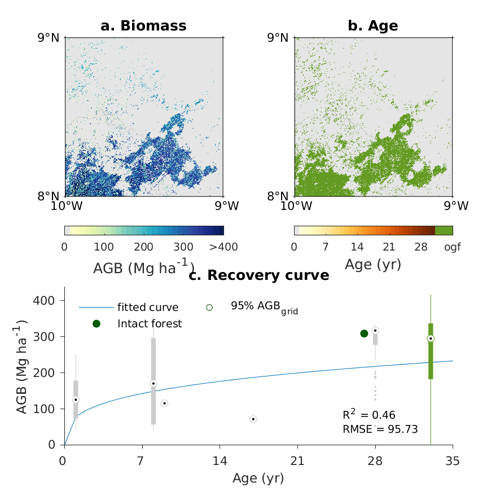 a. Biomass
b. Age
9°N
9°N
8°N
8°N
10°W
9°W
10°W
9°W
0 100 200 300 >400
0 7 14 21 28 ogf
AGB (Mg ha-1)
Age (yr)
c. Recovery curve
fitted curve
95% AGBgrid
Intact forest
400
300
200
100
0
AGB (Mg ha-1)
R2 = 0.46
RMSE = 95.73
0 7 14 21 28 35
Age (yr)